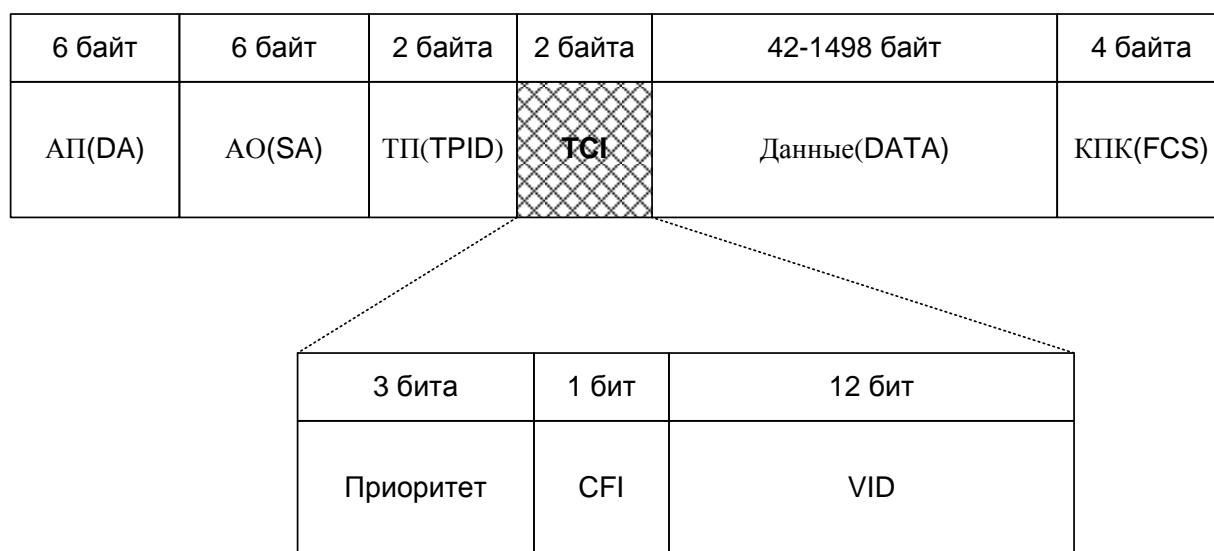 6 байт 6 байт 2 байта 2 байта 42-1498 байт 4 байта
АП(DA) АО(SA) ТП(TPID) TCI Данные(DATA) КПК(FCS)
3 бита 1 бит 12 бит
Приоритет CFI VID